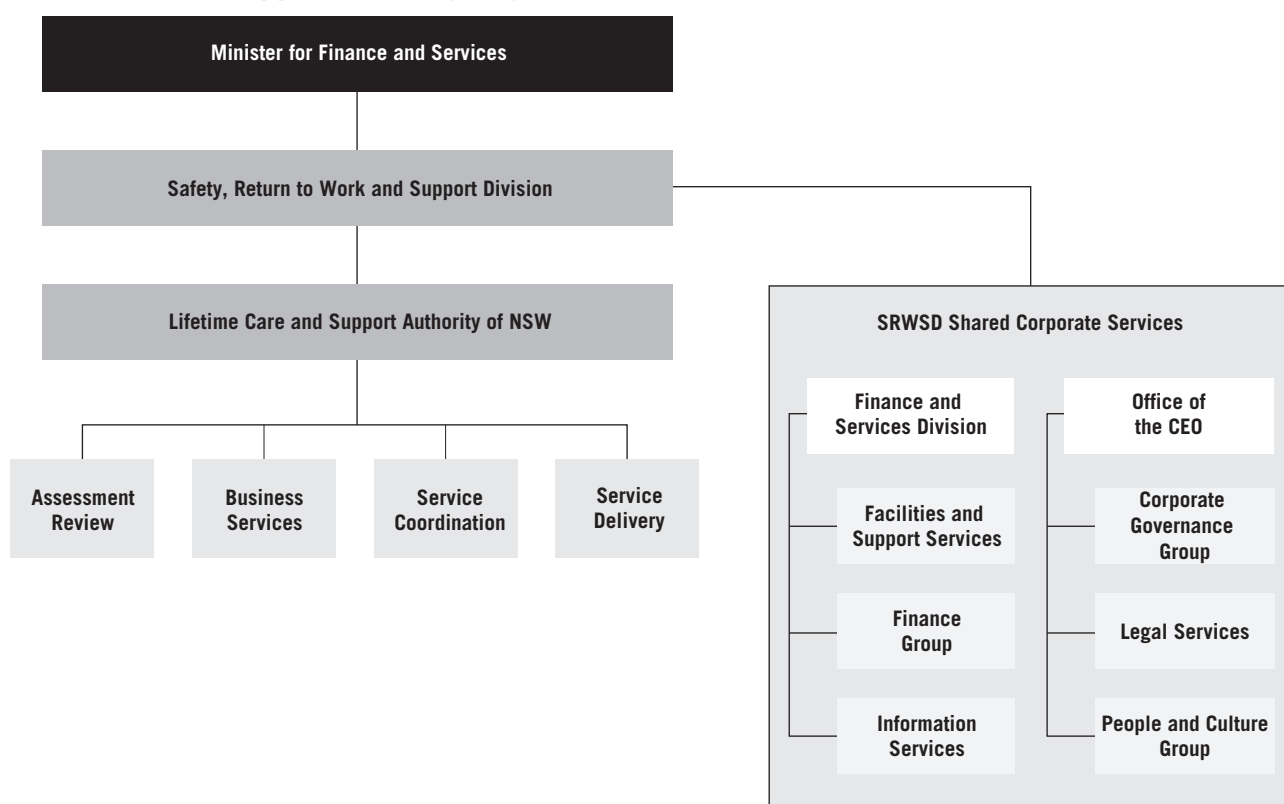 Minister for Finance and Services
Safety, Return to Work and Support Division
Lifetime Care and Support Authority of NSW
Assessment
Review
Business
Services
Service
Coordination
Service
Delivery
SRWSD Shared Corporate Services
Finance and
Services Division
Facilities and
Support Services
Finance
Group
Information
Services
Office of
the CEO
Corporate
Governance
Group
Legal Services
People and Culture
Group